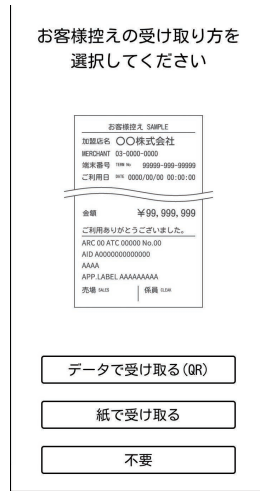 お客様控えの受け取り方を
選択してください
お客様控え SAMPLE
加盟店名 〇〇株式会社
MERCHANT 03-0000-0000
端末番号 TERM No 99999-999-99999
ご利用日 DATE 0000/00/00 00:00:00
金額 ¥99,999,999
ご利用ありがとうございました。
ARC 00 ATC 00000 No.00
AID A0000000000000
AAAA
APP.LABEL AAAAAAAAA
売場 SALES 係員 CLERK
データで受け取る(QR)
紙で受け取る
不要